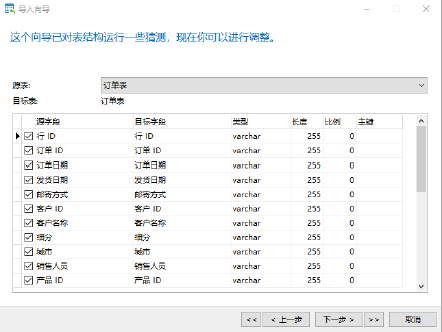 导入向导
这个向导已对表结构运行一些猜测，现在你可以进行调整。
源表: 订单表
目标表: 订单表
源字段 目标字段 类型 长度 比例 主键
行 ID 行 ID varchar 255 0
订单 ID 订单 ID varchar 255 0
订单日期 订单日期 varchar 255 0
发货日期 发货日期 varchar 255 0
邮寄方式 邮寄方式 varchar 255 0
客户 ID 客户 ID varchar 255 0
客户名称 客户名称 varchar 255 0
细分 细分 varchar 255 0
城市 城市 varchar 255 0
销售人员 销售人员 varchar 255 0
产品 ID 产品 ID varchar 255 0
<< < 上一步 下一步 > >> 取消